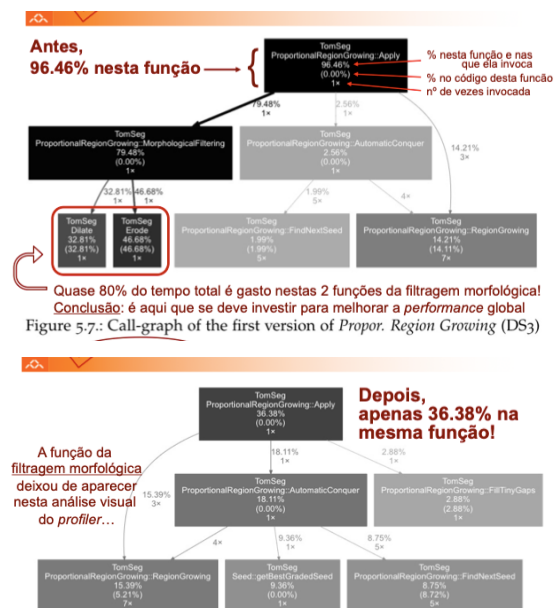 Antes,
96.46% nesta função
TomSeg
ProportionalRegionGrowing::Apply
96.46%
(0.00%)
1×
% nesta função e nas
que ela invoca
% no código desta funcão
nº de vezes invocada
79.48%
1×
2.56%
1×
14.21%
3×
TomSeg
ProportionalRegionGrowing::MorphologicalFiltering
79.48%
(0.00%)
1×
TomSeg
ProportionalRegionGrowing::AutomaticConquer
2.56%
(0.00%)
1×
32.81%
1×
46.68%
1×
1.99%
5×
4×
TomSeg
Dilate
32.81%
(32.81%)
1×
TomSeg
Erode
46.68%
(46.68%)
1×
TomSeg
ProportionalRegionGrowing::FindNextSeed
1.99%
(1.99%)
5×
TomSeg
ProportionalRegionGrowing::RegionGrowing
14.21%
(14.11%)
7×
Quase 80% do tempo total é gasto nestas 2 funções da filtragem morfológica!
Conclusão: é aqui que se deve investir para melhorar a performance global
Figure 5.7.: Call-graph of the first version of Propor. Region Growing (DS3)
TomSeg
ProportionalRegionGrowing::Apply
36.38%
(0.00%)
1×
Depois,
apenas 36.38% na
mesma função!
A função da
filtragem morfológica
deixou de aparecer
nesta análise visual
do profiler…
15.39%
3×
18.11%
1×
2.88%
1×
TomSeg
ProportionalRegionGrowing::AutomaticConquer
18.11%
(0.00%)
1×
TomSeg
ProportionalRegionGrowing::FillTinyGaps
2.88%
(2.88%)
1×
4×
9.36%
1×
8.75%
5×
TomSeg
ProportionalRegionGrowing::RegionGrowing
15.39%
(5.21%)
7×
TomSeg
Seed::getBestGradedSeed
9.36%
(0.00%)
1×
TomSeg
ProportionalRegionGrowing::FindNextSeed
8.75%
(8.72%)
5×